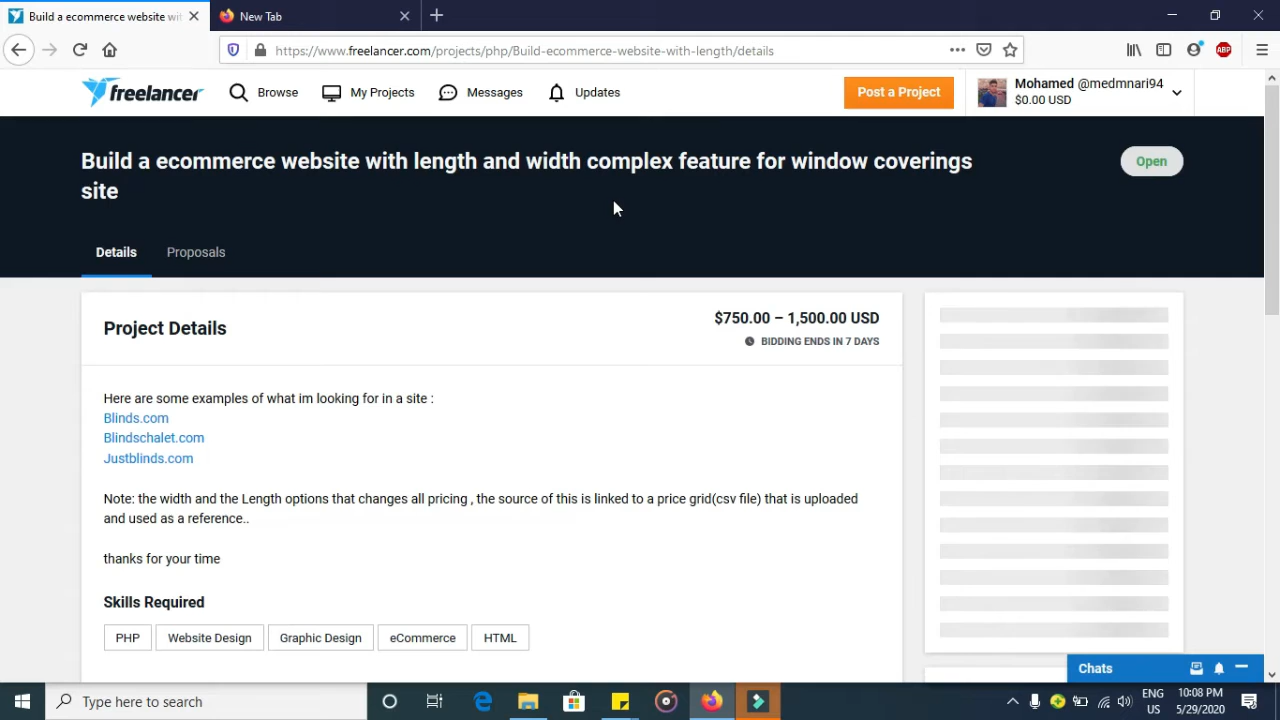 Build a ecommerce website wit
New Tab
https://www.freelancer.com/projects/php/Build-ecommerce-website-with-length/details
ABP
freelancer
Browse
My Projects
Messages
Updates
Post a Project
Mohamed @medmnari94
$0.00 USD
Build a ecommerce website with length and width complex feature for window coverings
site
Open
Details
Proposals
Project Details
$750.00 – 1,500.00 USD
BIDDING ENDS IN 7 DAYS
Here are some examples of what im looking for in a site :
Blinds.com
Blindschalet.com
Justblinds.com
Note: the width and the Length options that changes all pricing , the source of this is linked to a price grid(csv file) that is uploaded
and used as a reference..
thanks for your time
Skills Required
PHP
Website Design
Graphic Design
eCommerce
HTML
Chats
Type here to search
ENG
US
10:08 PM
5/29/2020